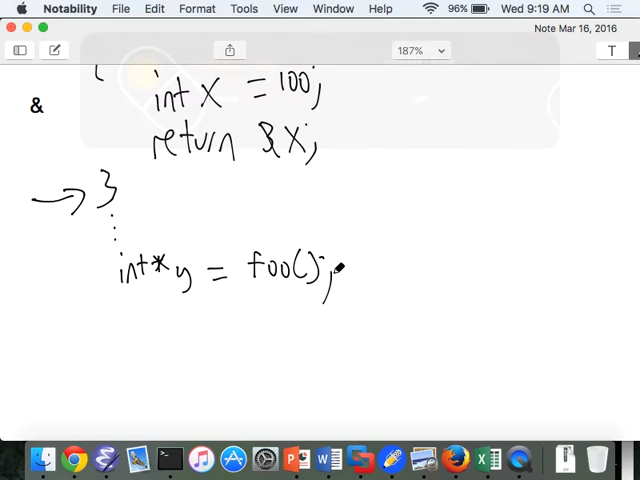 Notability File Edit Format Tools View Window Help 96% Wed 9:19 AM
Note Mar 16, 2016
187% T
{
int x = 100;
&
return &x;
}
int* y = foo();